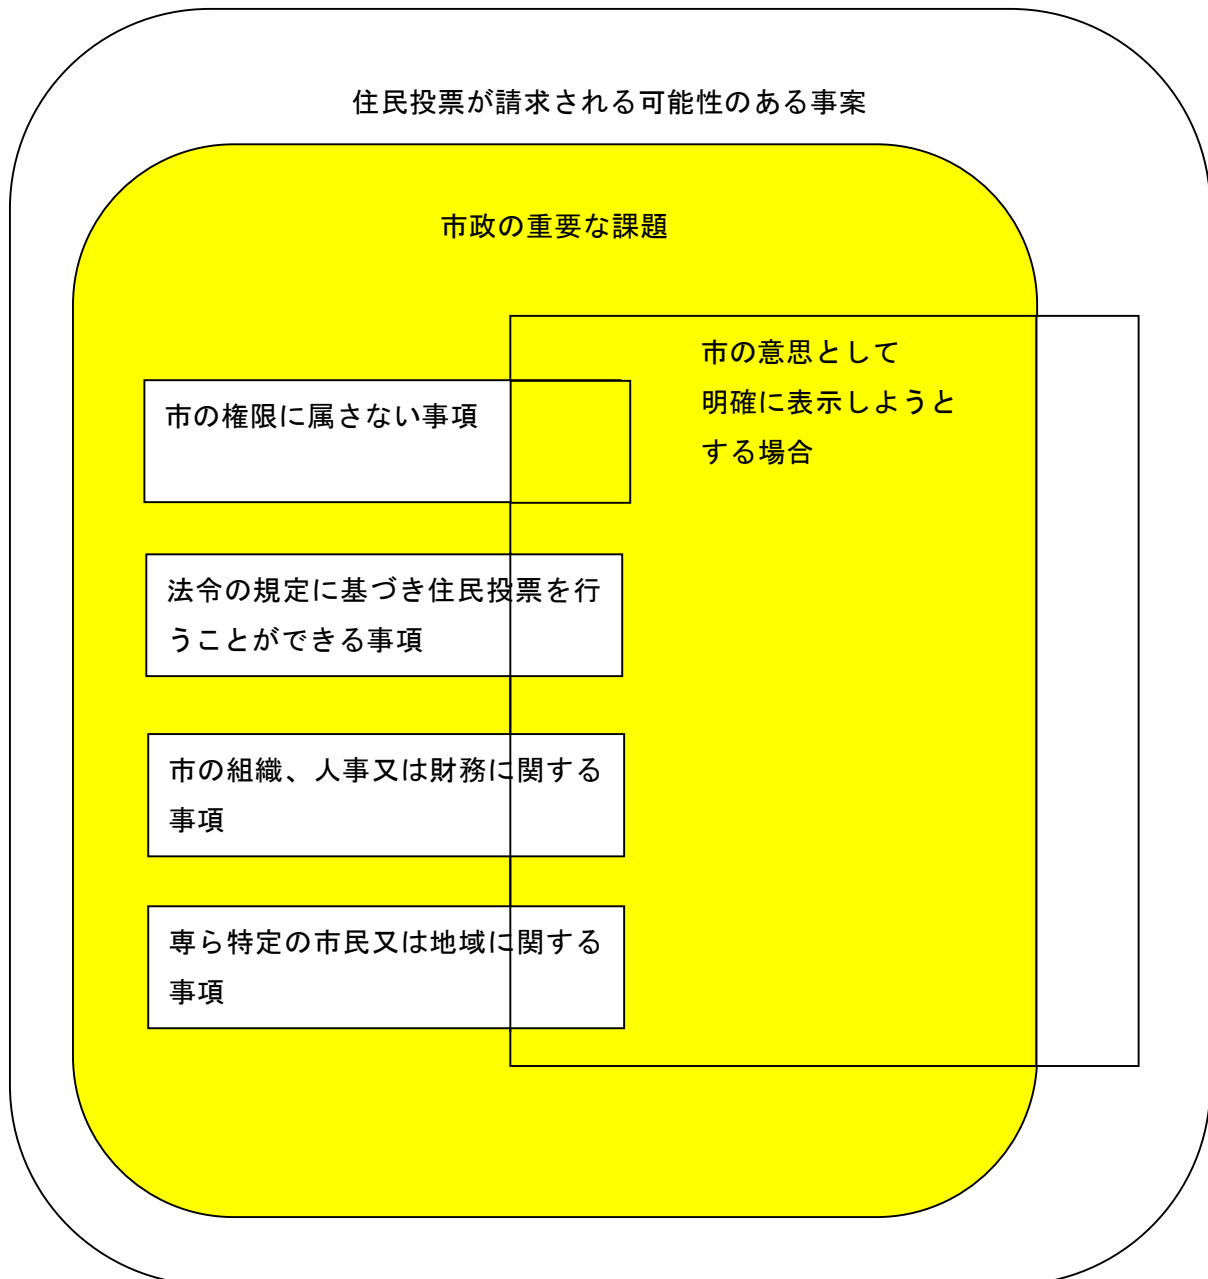 住民投票が請求される可能性のある事案
市政の重要な課題
市の意思として
明確に表示しようと
する場合
市の権限に属さない事項
法令の規定に基づき住民投票を行
うことができる事項
市の組織、人事又は財務に関する
事項
専ら特定の市民又は地域に関する
事項